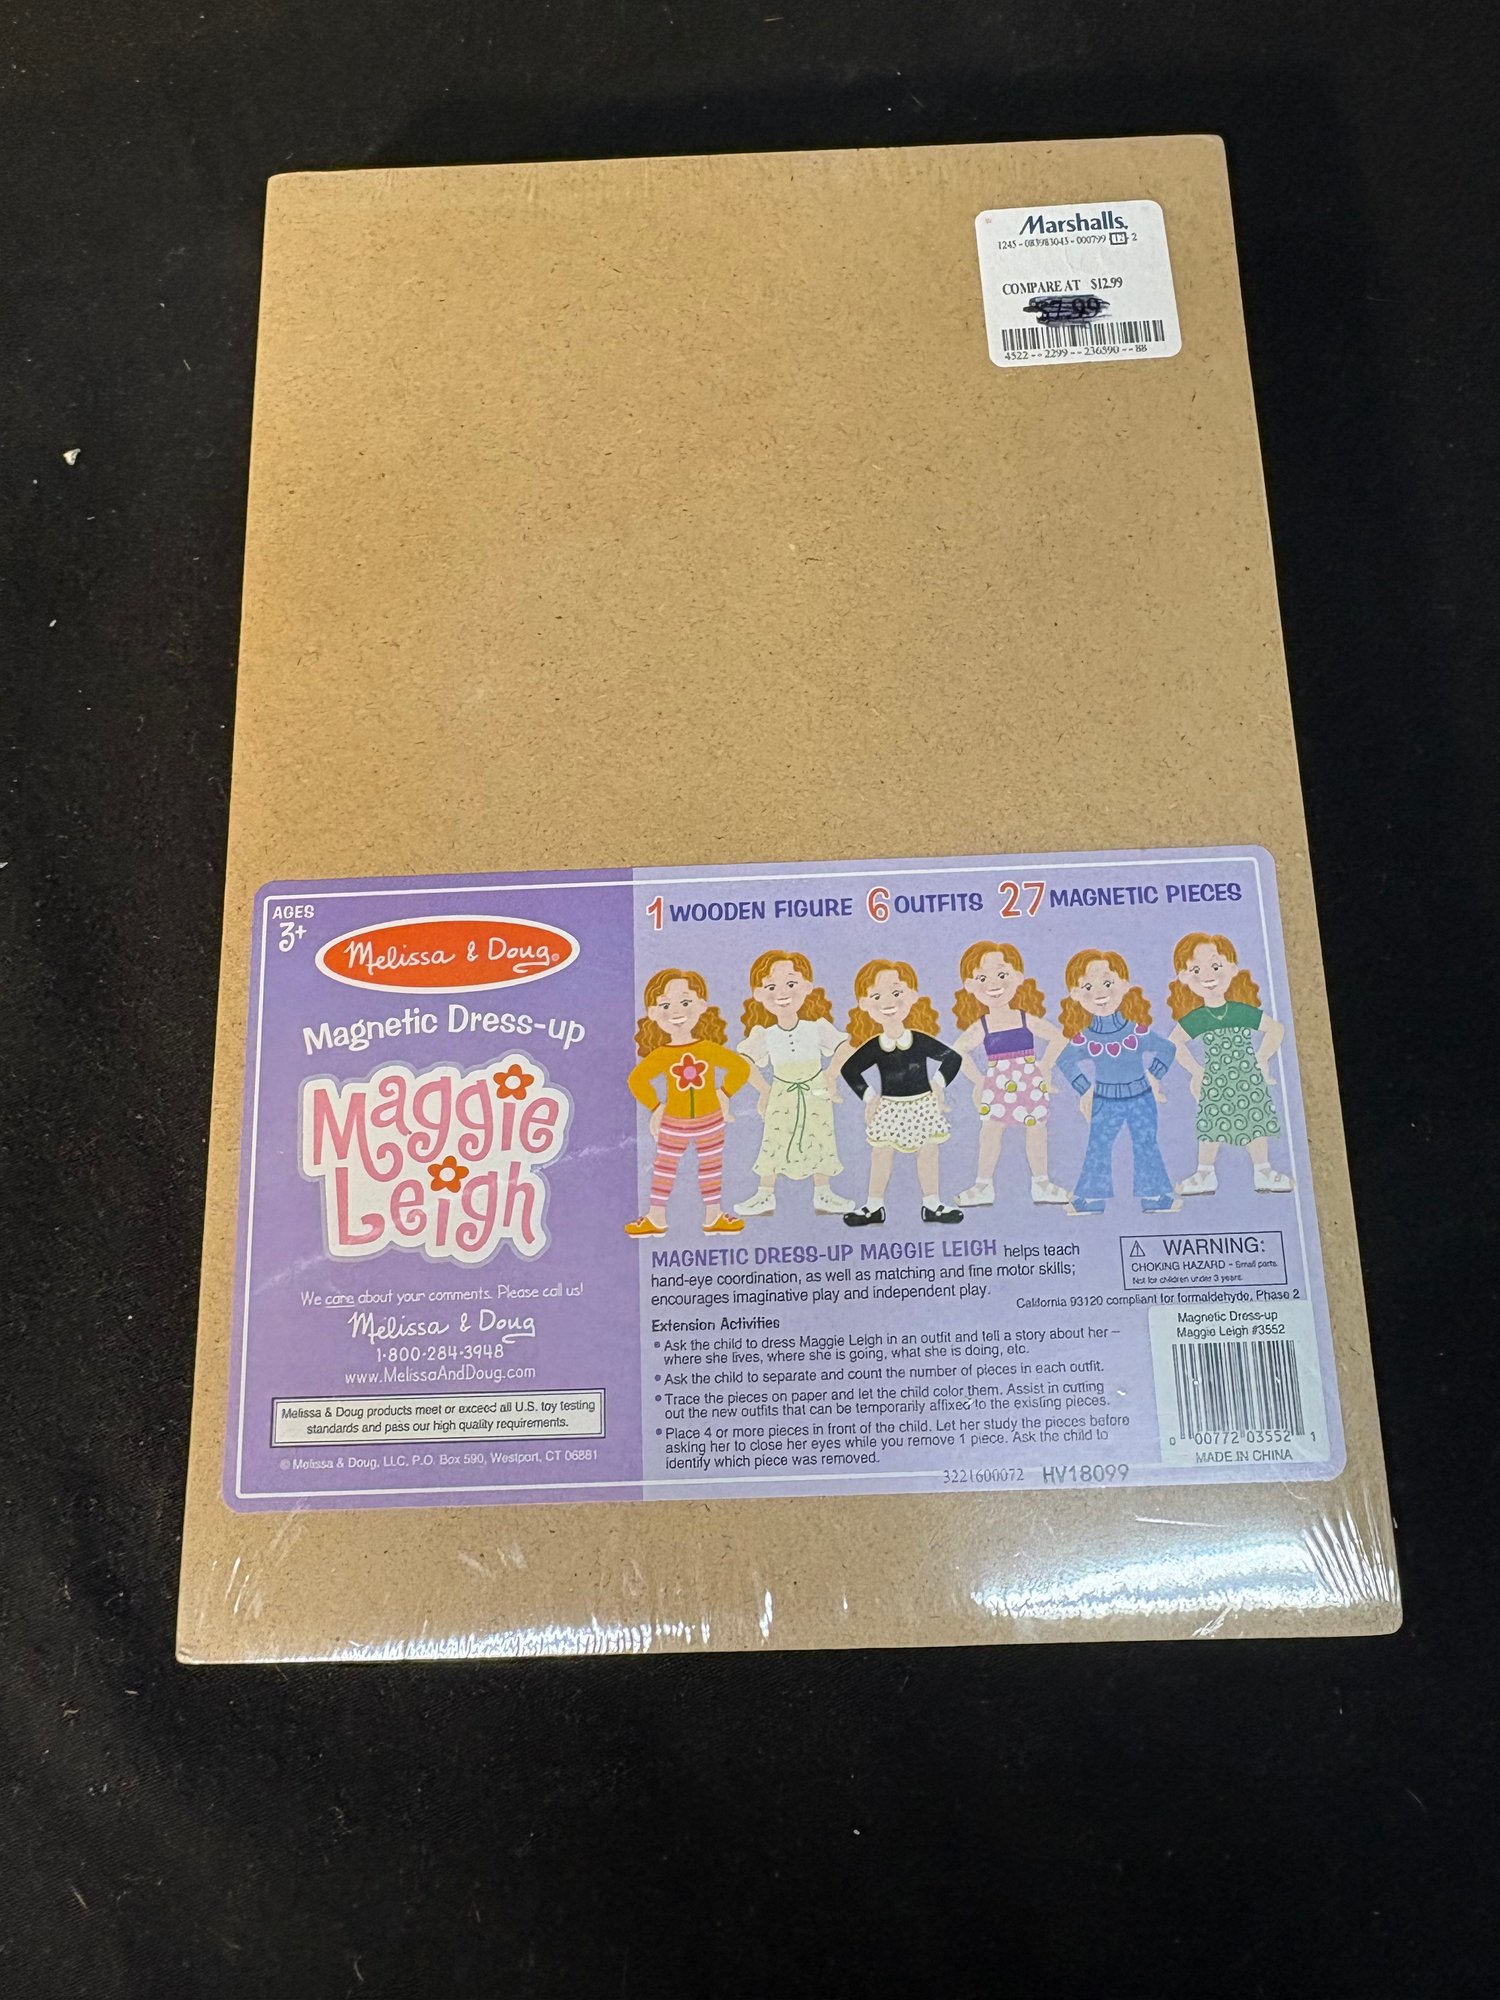 Marshalls.
1245-083983043-000799 12 2
COMPARE AT $12.99
$7.99
4522--2299--236590--88
AGES
3+
Melissa & Doug®
Magnetic Dress-up
Maggie
Leigh
We care about your comments. Please call us!
Melissa & Doug
1-800-284-3948
www.MelissaAndDoug.com
Melissa & Doug products meet or exceed all U.S. toy testing
standards and pass our high quality requirements.
© Melissa & Doug, LLC, P.O. Box 590, Westport, CT 06881
1 WOODEN FIGURE 6 OUTFITS 27 MAGNETIC PIECES
MAGNETIC DRESS-UP MAGGIE LEIGH helps teach
hand-eye coordination, as well as matching and fine motor skills;
encourages imaginative play and independent play.
⚠ WARNING:
CHOKING HAZARD - Small parts.
Not for children under 3 years.
California 93120 compliant for formaldehyde, Phase 2
Extension Activities
• Ask the child to dress Maggie Leigh in an outfit and tell a story about her –
where she lives, where she is going, what she is doing, etc.
• Ask the child to separate and count the number of pieces in each outfit.
• Trace the pieces on paper and let the child color them. Assist in cutting
out the new outfits that can be temporarily affixed to the existing pieces.
• Place 4 or more pieces in front of the child. Let her study the pieces before
asking her to close her eyes while you remove 1 piece. Ask the child to
identify which piece was removed.
3221600072 HV18099
Magnetic Dress-up
Maggie Leigh #3552
0 00772 03552 1
MADE IN CHINA